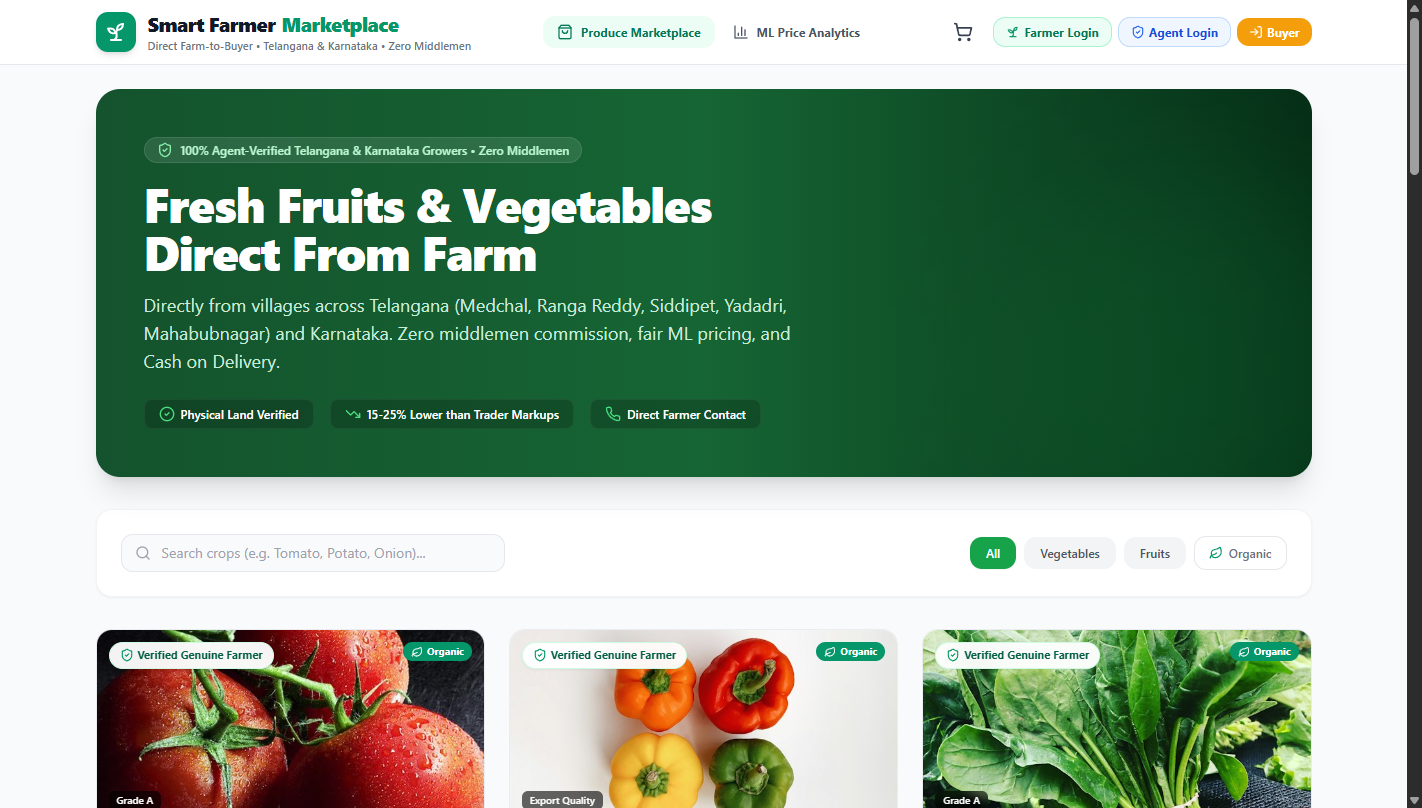 Smart Farmer Marketplace
Direct Farm-to-Buyer • Telangana & Karnataka • Zero Middlemen
Produce Marketplace
ML Price Analytics
Farmer Login
Agent Login
Buyer
100% Agent-Verified Telangana & Karnataka Growers • Zero Middlemen
Fresh Fruits & Vegetables
Direct From Farm
Directly from villages across Telangana (Medchal, Ranga Reddy, Siddipet, Yadadri,
Mahabubnagar) and Karnataka. Zero middlemen commission, fair ML pricing, and
Cash on Delivery.
Physical Land Verified
15-25% Lower than Trader Markups
Direct Farmer Contact
Search crops (e.g. Tomato, Potato, Onion)...
All
Vegetables
Fruits
Organic
Verified Genuine Farmer
Organic
Grade A
Verified Genuine Farmer
Organic
Export Quality
Verified Genuine Farmer
Organic
Grade A